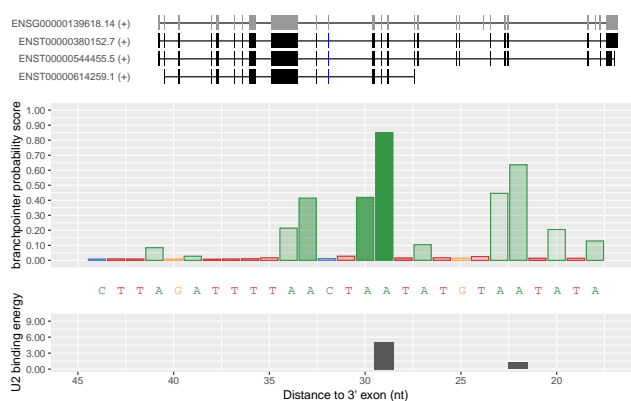 ENSG00000139618.14 (+)
ENST00000380152.7 (+)
ENST00000544455.5 (+)
ENST00000614259.1 (+)
branchpointer probability score
1.00
0.90
0.80
0.70
0.60
0.50
0.40
0.30
0.20
0.10
0.00
C T T A G A T T T T A A C T A A T A T G T A A T A T A
U2 binding energy
9.00
6.00
3.00
0.00
45 40 35 30 25 20
Distance to 3' exon (nt)